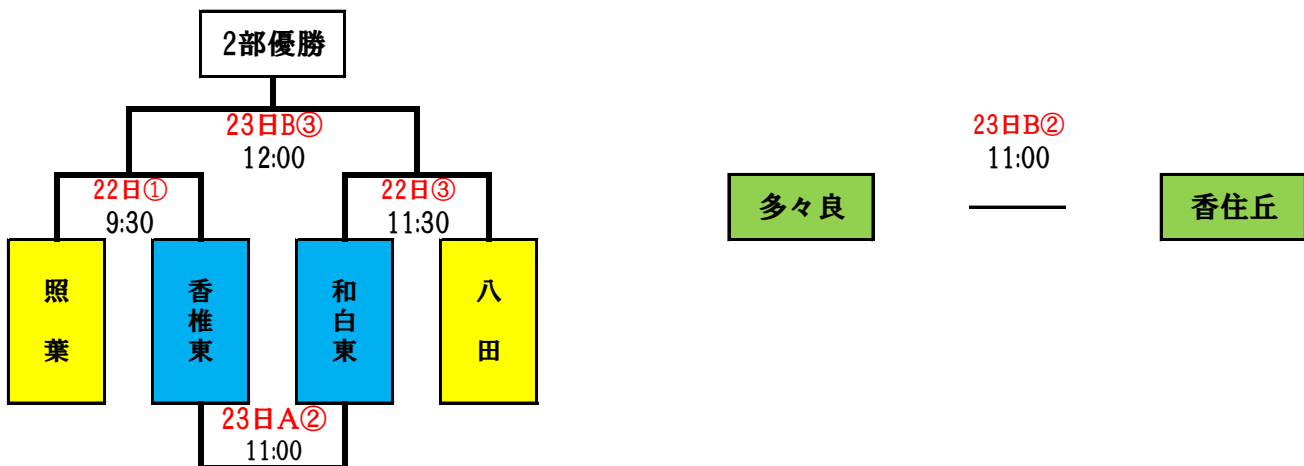 2部優勝
23日B③
12:00
22日①
9:30
22日③
11:30
照葉
香椎東
和白東
八田
23日A②
11:00
23日B②
11:00
多々良
香住丘